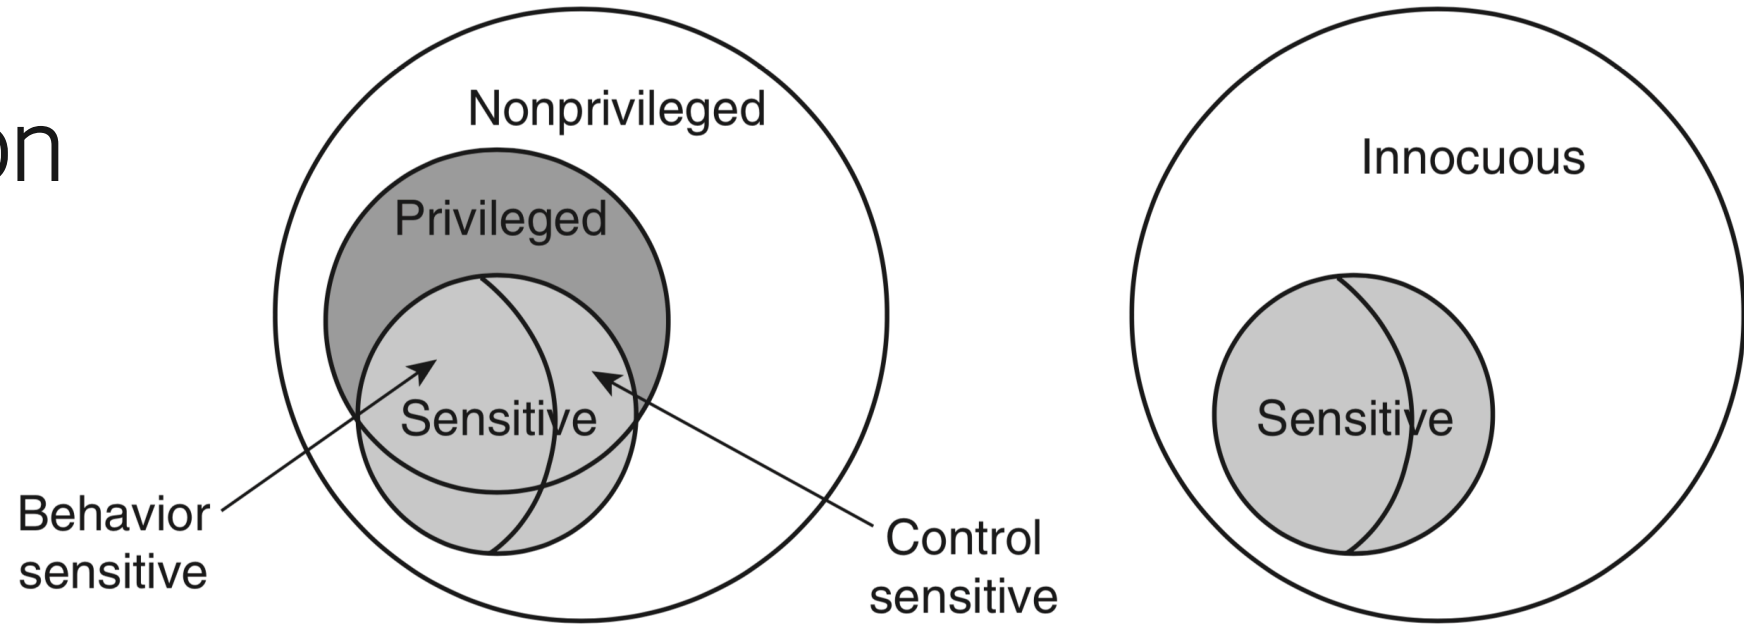 on
Nonprivileged
Privileged
Sensitive
Behavior
sensitive
Control
sensitive
Innocuous
Sensitive